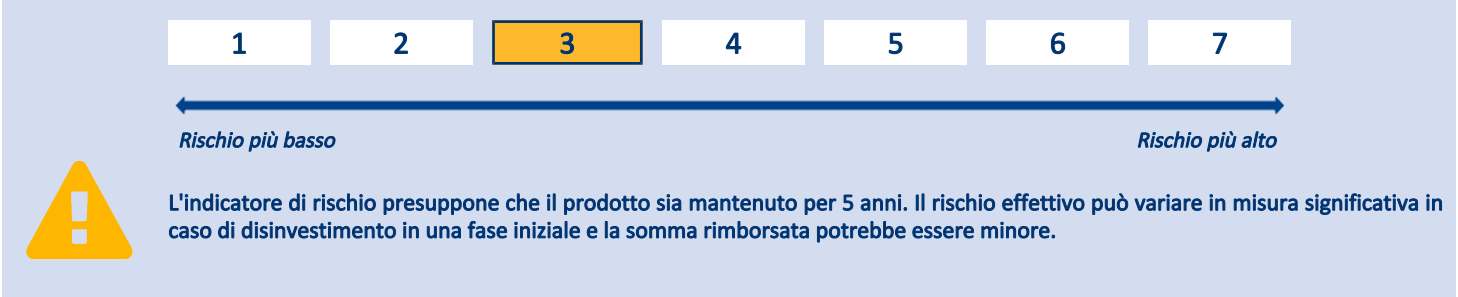 1 2 3 4 5 6 7
Rischio più basso Rischio più alto
L'indicatore di rischio presuppone che il prodotto sia mantenuto per 5 anni. Il rischio effettivo può variare in misura significativa in
caso di disinvestimento in una fase iniziale e la somma rimborsata potrebbe essere minore.